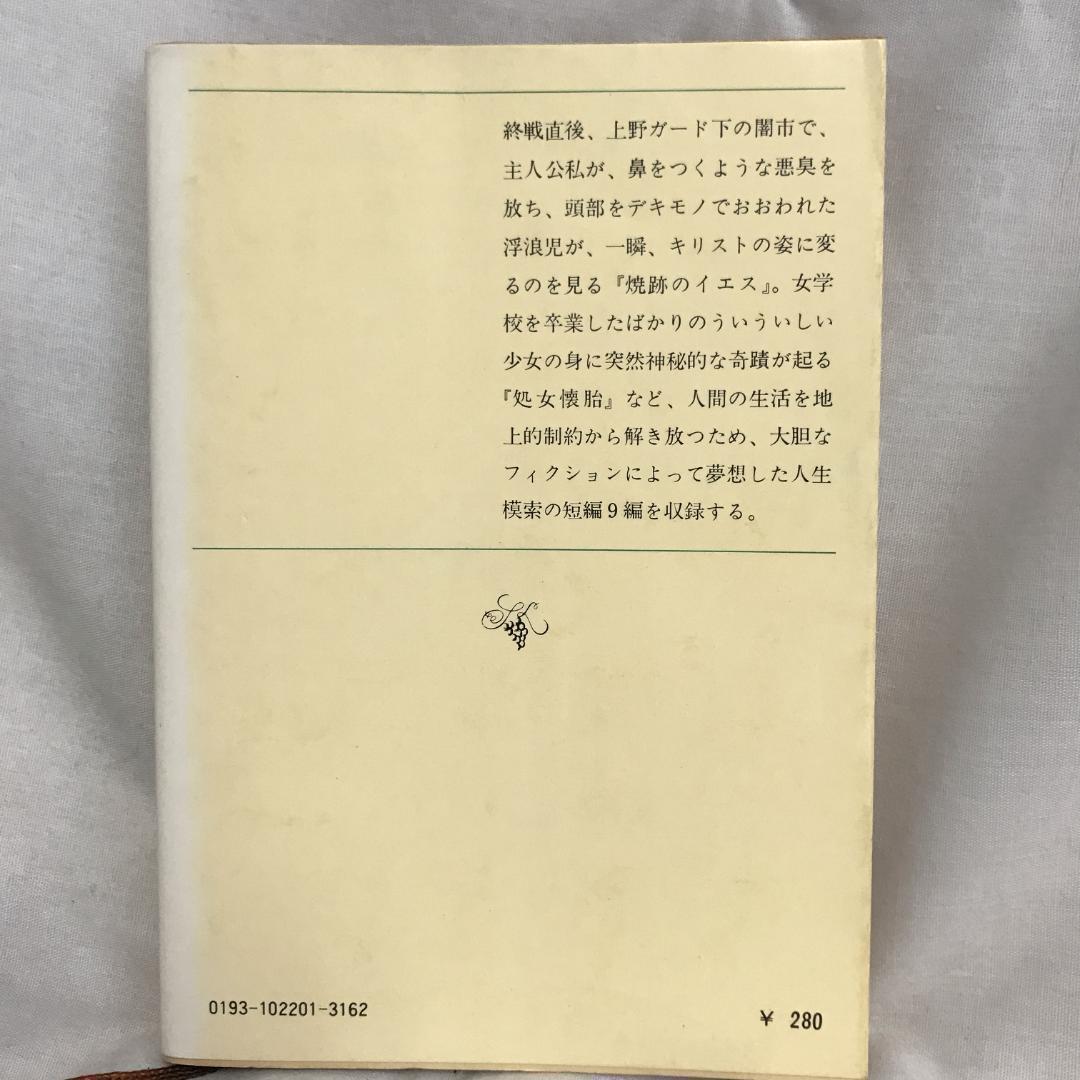 終戦直後、上野ガード下の闇市で、
主人公私が、鼻をつくような悪臭を
放ち、頭部をデキモノでおおわれた
浮浪児が、一瞬、キリストの姿に変
るのを見る『焼跡のイエス』。女学
校を卒業したばかりのういういしい
少女の身に突然神秘的な奇蹟が起る
『処女懐胎』など、人間の生活を地
上的制約から解き放つため、大胆な
フィクションによって夢想した人生
模索の短編9編を収録する。
SK
0193-102201-3162
¥ 280